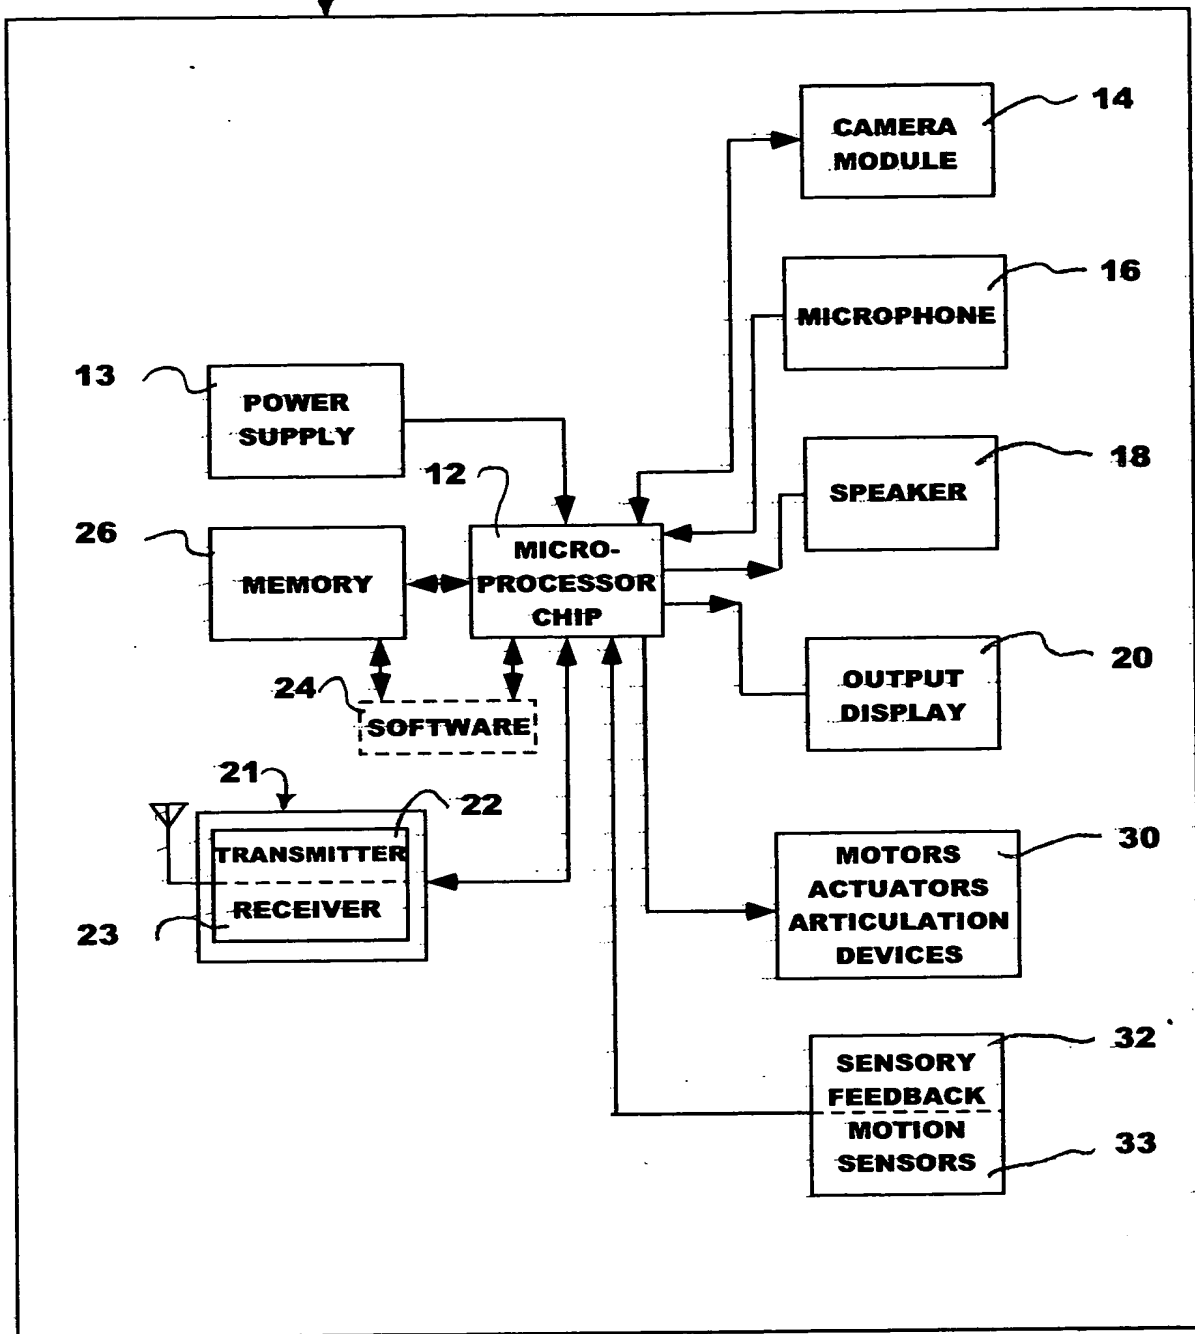 14
CAMERA
MODULE
16
MICROPHONE
13
POWER
SUPPLY
18
SPEAKER
12
26
MEMORY
MICRO-
PROCESSOR
CHIP
20
OUTPUT
DISPLAY
24
SOFTWARE
21
22
TRANSMITTER
RECEIVER
23
30
MOTORS
ACTUATORS
ARTICULATION
DEVICES
32
SENSORY
FEEDBACK
MOTION
SENSORS
33